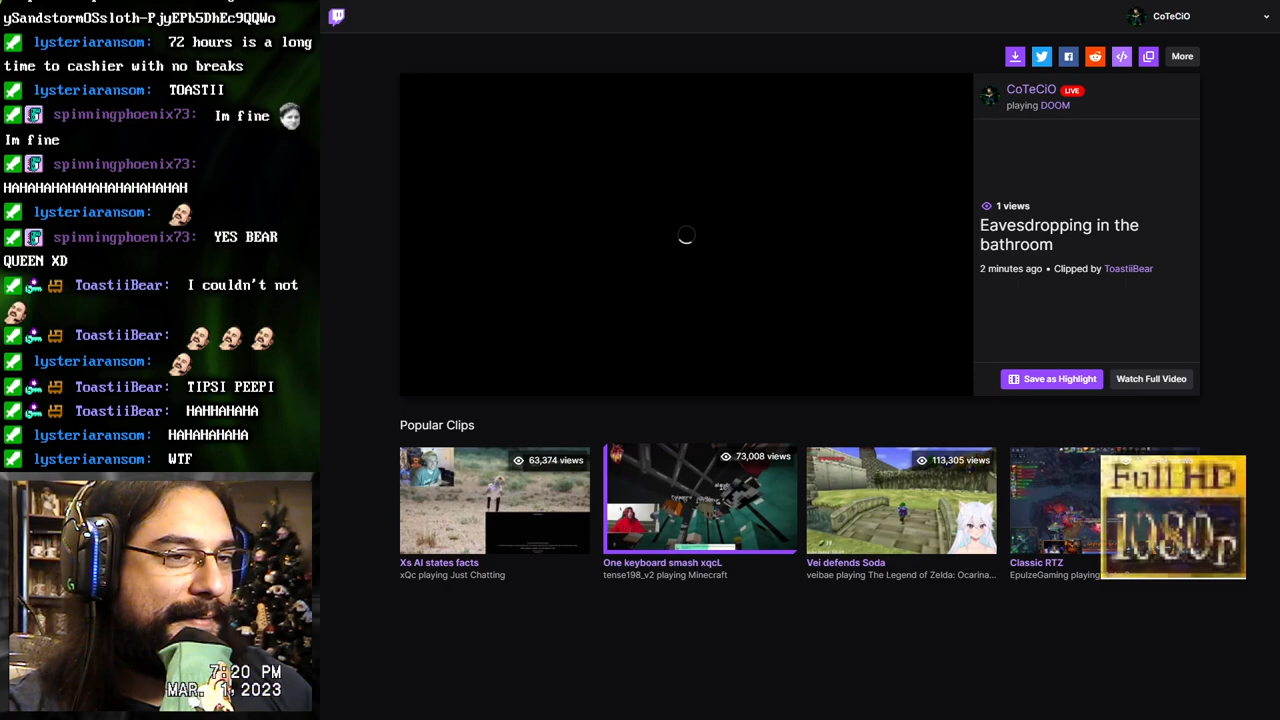 ySandstormOSsloth-PjyEPb5DhEc9QQWo
lysteriaransom: 72 hours is a long
time to cashier with no breaks
lysteriaransom: TOASTII
spinningphoenix73: Im fine
Im fine
spinningphoenix73:
HAHAHAHAHAHAHAHAHAHAH
lysteriaransom:
spinningphoenix73: YES BEAR
QUEEN XD
ToastiiBear: I couldn't not
ToastiiBear:
lysteriaransom:
ToastiiBear: TIPSI PEEPI
ToastiiBear: HAHHAHAHA
lysteriaransom: HAHAHAHAHA
lysteriaransom: WTF
7:20 PM
MAR. 1,2023
CoTeCiO
More
CoTeCiO LIVE
playing DOOM
1 views
Eavesdropping in the
bathroom
2 minutes ago • Clipped by ToastiiBear
Save as Highlight
Watch Full Video
Popular Clips
63,374 views
Xs AI states facts
xQc playing Just Chatting
73,008 views
One keyboard smash xqcL
tense198_v2 playing Minecraft
113,305 views
Vei defends Soda
veibae playing The Legend of Zelda: Ocarina...
Classic RTZ
EpulzeGaming playing
Full HD
1080p